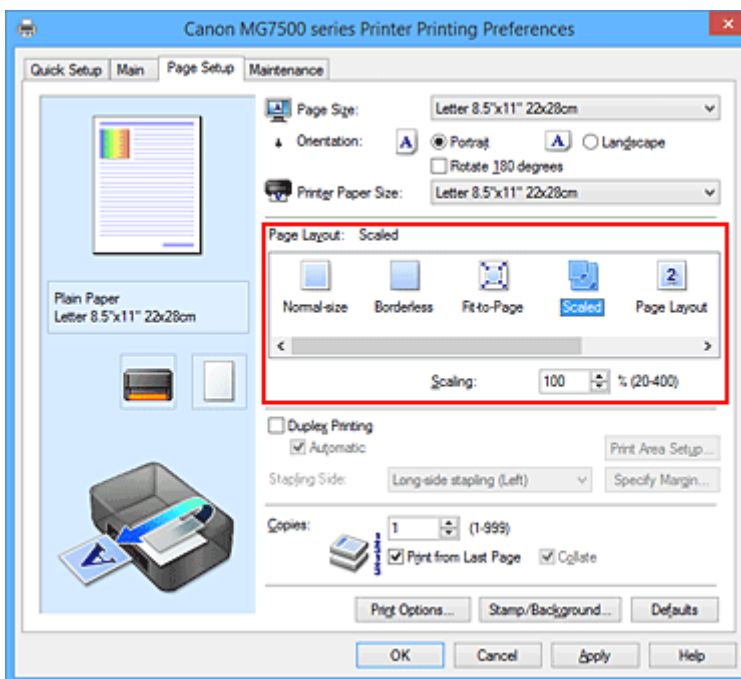 Canon MG7500 series Printer Printing Preferences
Quick Setup Main Page Setup Maintenance
Page Size: Letter 8.5"x11" 22x28cm
Orientation: A Portrait A Landscape
Rotate 180 degrees
Printer Paper Size: Letter 8.5"x11" 22x28cm
Page Layout: Scaled
Normal-size Borderless Fit-to-Page Scaled Page Layout
Scaling: 100 % (20-400)
Plain Paper
Letter 8.5"x11" 22x28cm
Duplex Printing
Automatic Print Area Setup...
Stapling Side: Long-side stapling (Left) Specify Margin...
Copies: 1 (1-999)
Print from Last Page Collate
Print Options... Stamp/Background... Defaults
OK Cancel Apply Help